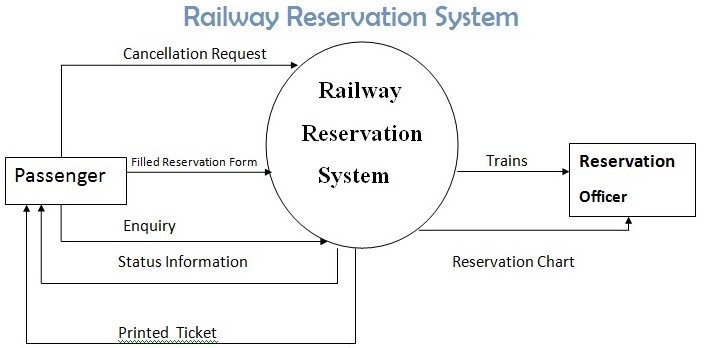 Railway Reservation System
Cancellation Request
Railway
Reservation
System
Passenger
Filled Reservation Form
Trains
Reservation
Officer
Enquiry
Status Information
Reservation Chart
Printed Ticket